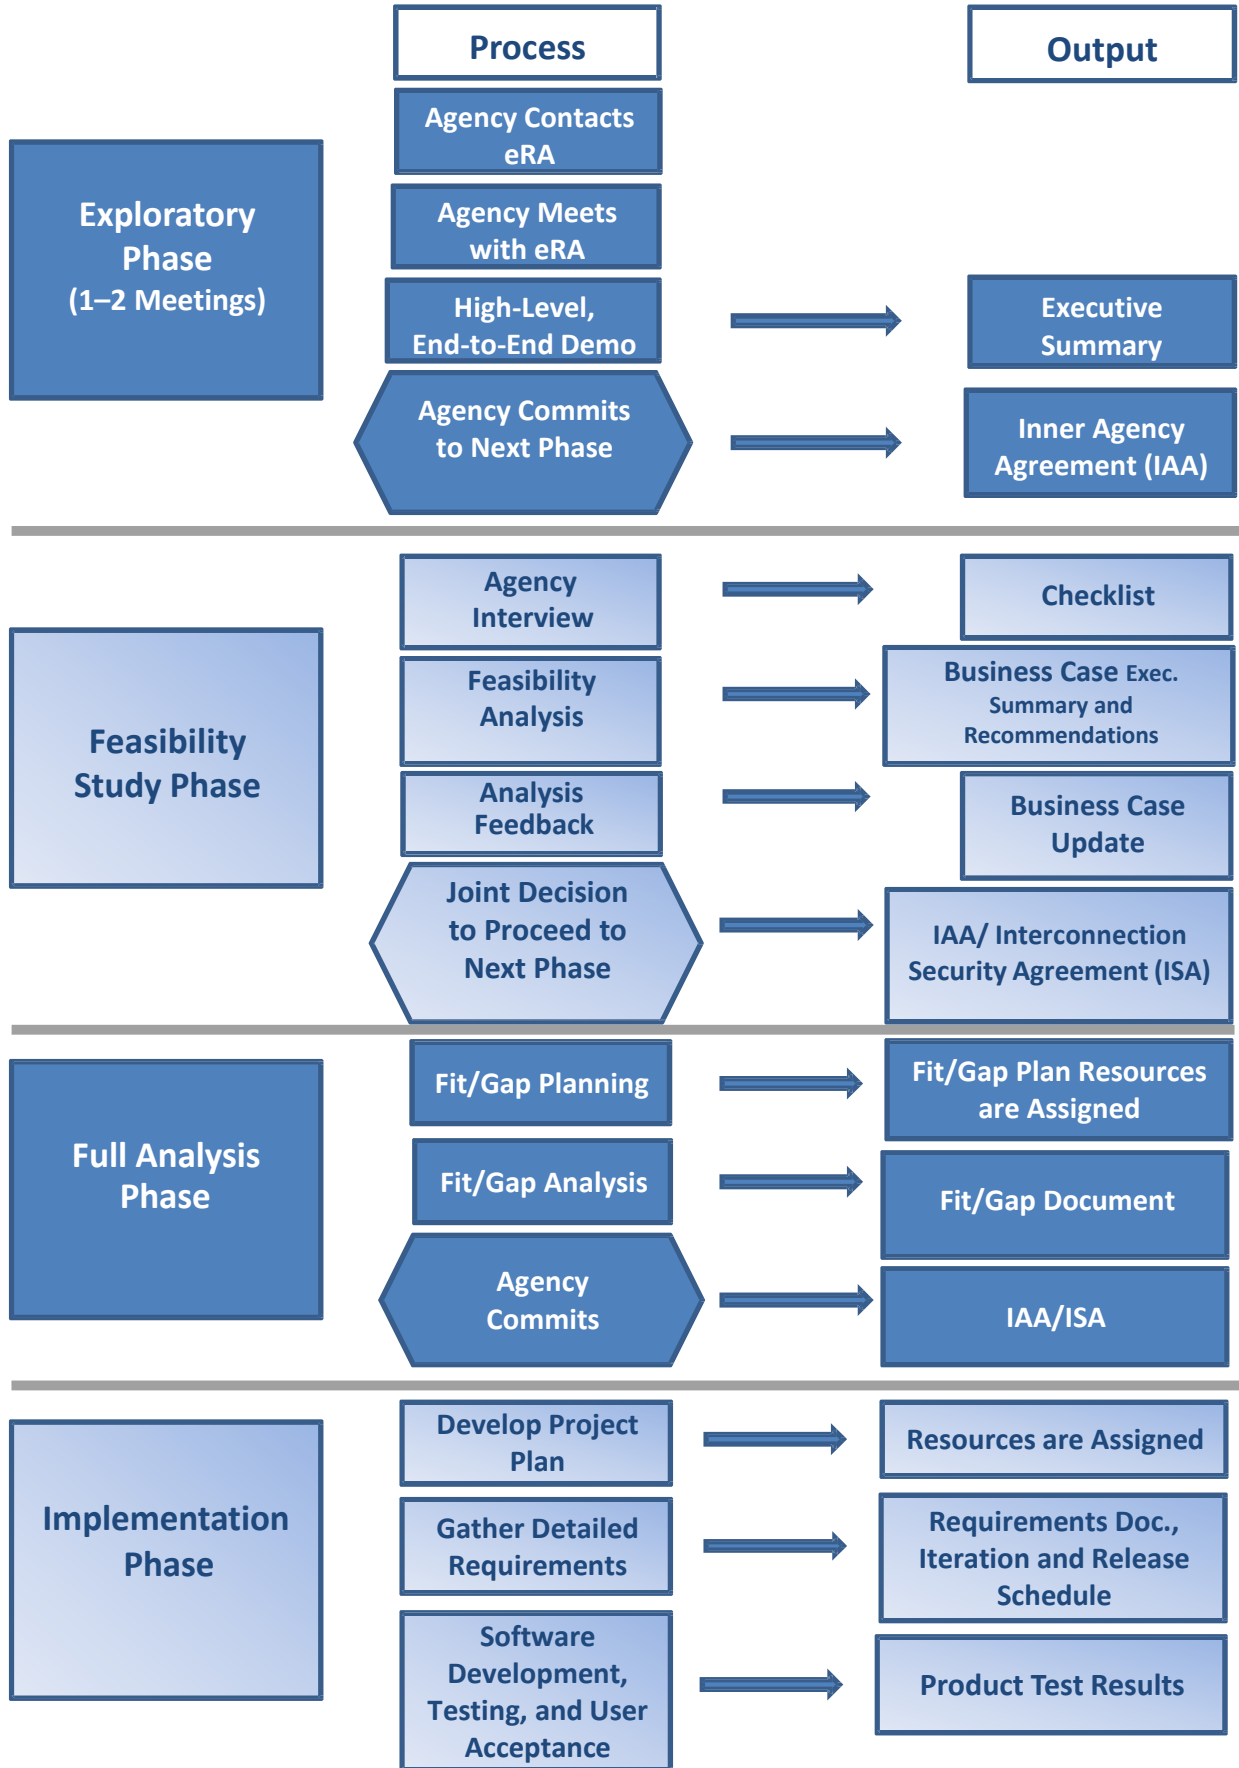 Process
Output
Exploratory
Phase
(1–2 Meetings)
Agency Contacts
eRA
Agency Meets
with eRA
High-Level,
End-to-End Demo
Executive
Summary
Agency Commits
to Next Phase
Inner Agency
Agreement (IAA)
Feasibility
Study Phase
Agency
Interview
Checklist
Feasibility
Analysis
Business Case Exec.
Summary and
Recommendations
Analysis
Feedback
Business Case
Update
Joint Decision
to Proceed to
Next Phase
IAA/ Interconnection
Security Agreement (ISA)
Full Analysis
Phase
Fit/Gap Planning
Fit/Gap Plan Resources
are Assigned
Fit/Gap Analysis
Fit/Gap Document
Agency
Commits
IAA/ISA
Implementation
Phase
Develop Project
Plan
Resources are Assigned
Gather Detailed
Requirements
Requirements Doc.,
Iteration and Release
Schedule
Software
Development,
Testing, and User
Acceptance
Product Test Results